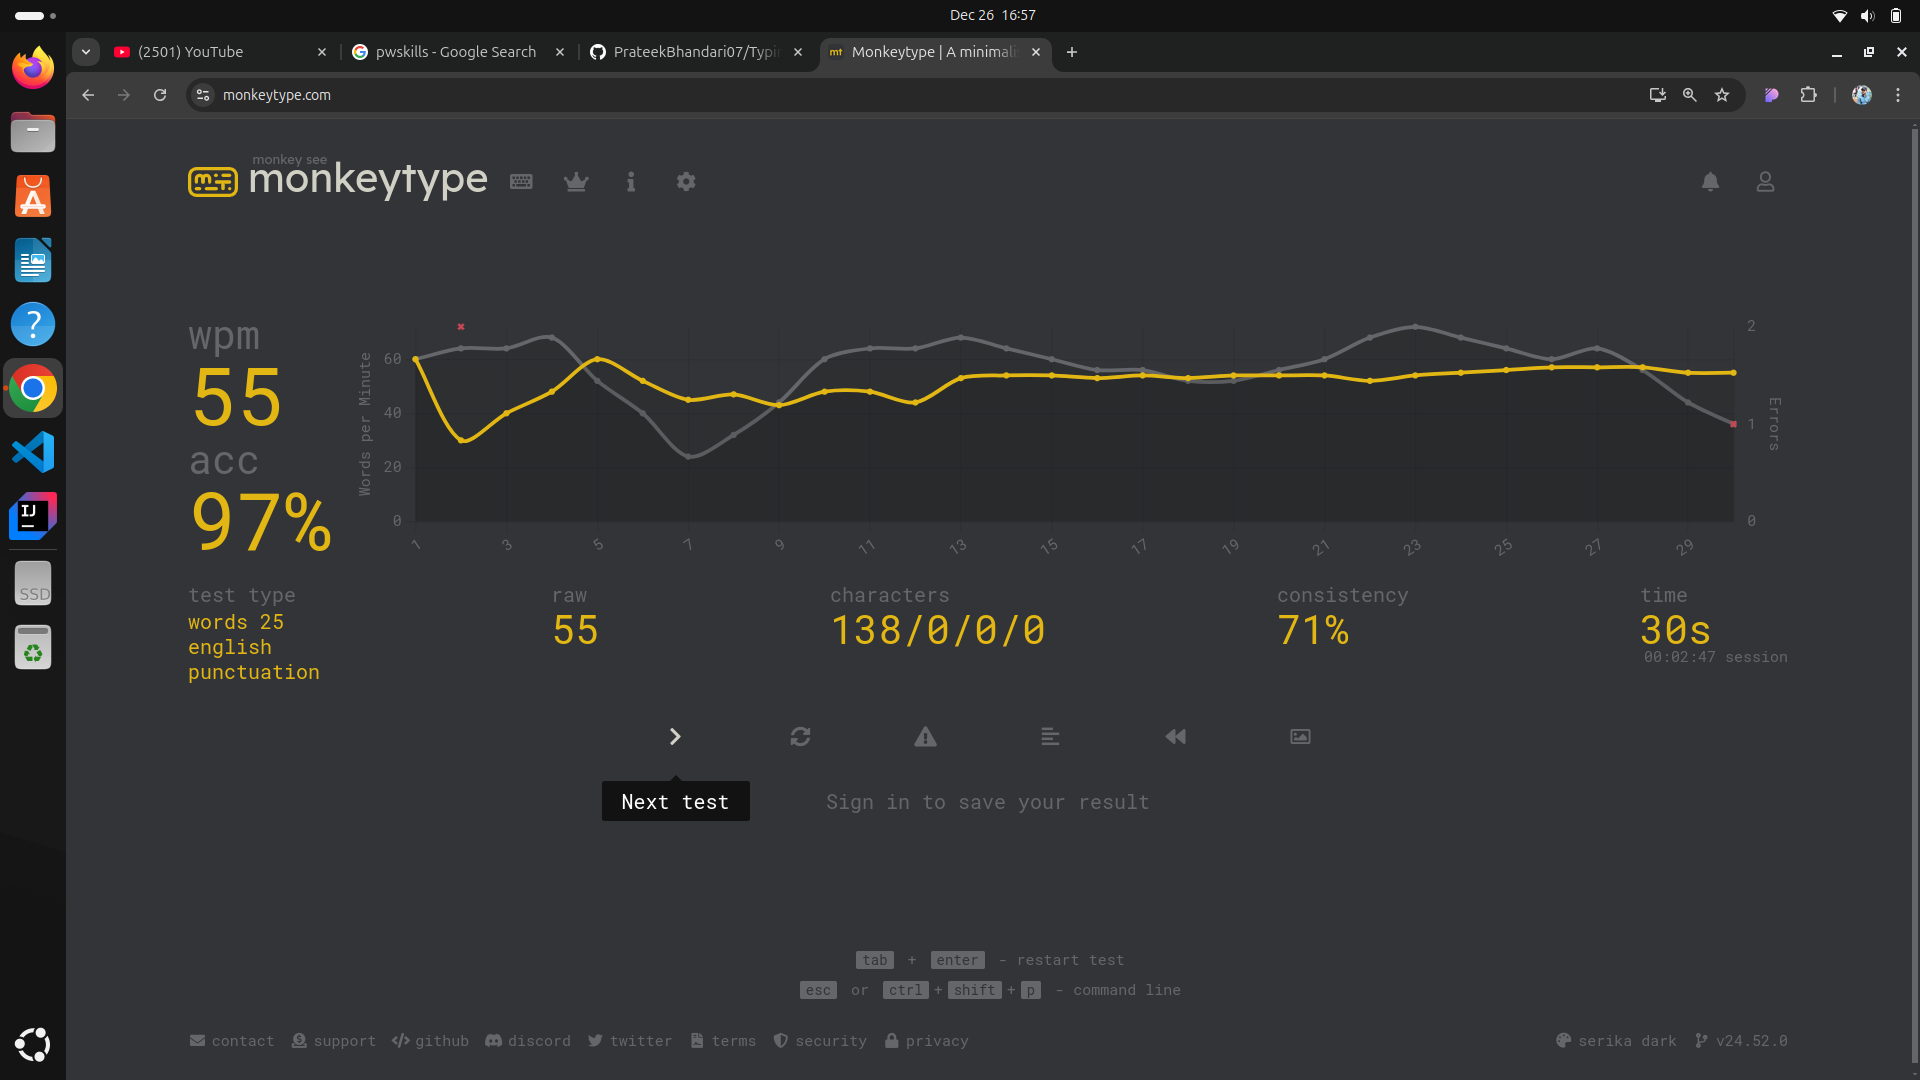 Dec 26 16:57
(2501) YouTube
pwskills - Google Search
PrateekBhandari07/Typi
Monkeytype | A minimali
monkeytype.com
monkey see
monkeytype
wpm
55
acc
97%
Words per Minute
60
40
20
0
2
1
0
Errors
1 3 5 7 9 11 13 15 17 19 21 23 25 27 29
test type
words 25
english
punctuation
raw
55
characters
138/0/0/0
consistency
71%
time
30s
00:02:47 session
Next test
Sign in to save your result
tab + enter - restart test
esc or ctrl + shift + p - command line
contact support github discord twitter terms security privacy
serika dark v24.52.0
SSD